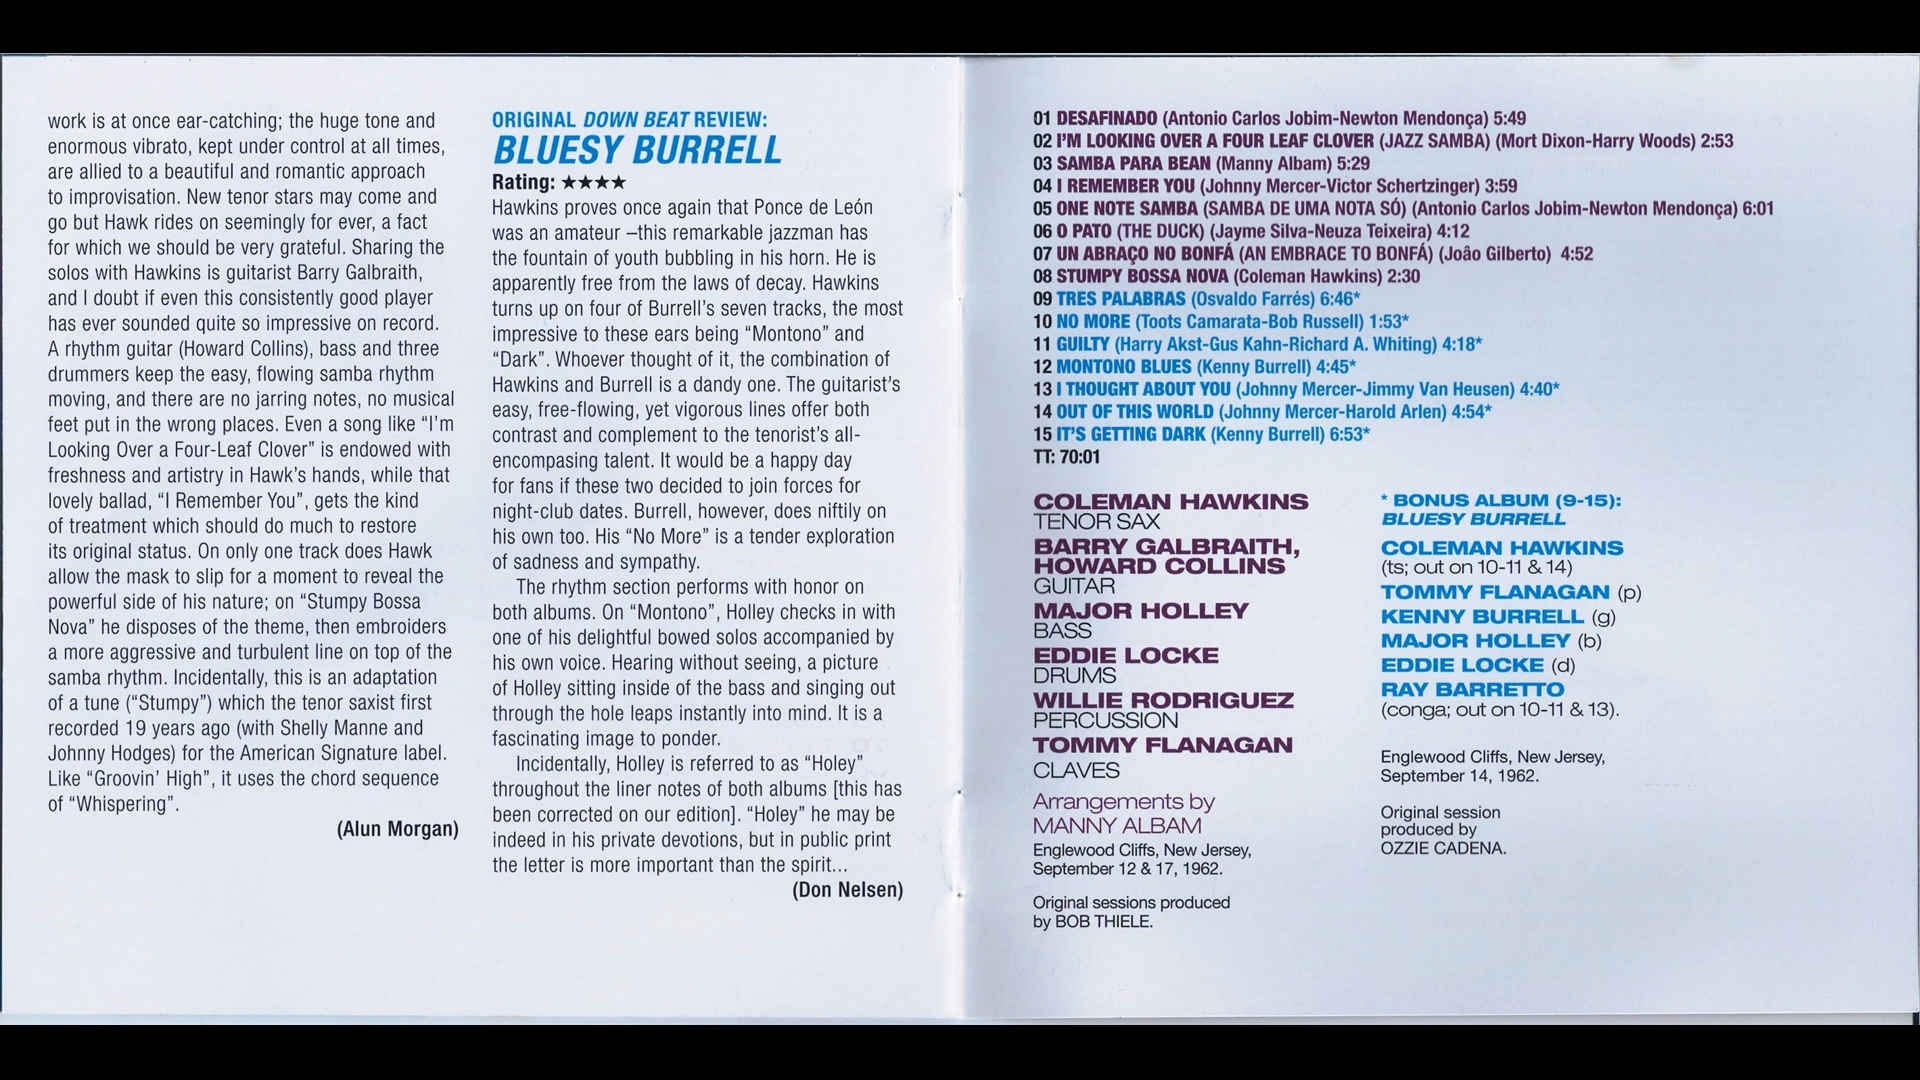 work is at once ear-catching; the huge tone and
enormous vibrato, kept under control at all times,
are allied to a beautiful and romantic approach
to improvisation. New tenor stars may come and
go but Hawk rides on seemingly for ever, a fact
for which we should be very grateful. Sharing the
solos with Hawkins is guitarist Barry Galbraith,
and I doubt if even this consistently good player
has ever sounded quite so impressive on record.
A rhythm guitar (Howard Collins), bass and three
drummers keep the easy, flowing samba rhythm
moving, and there are no jarring notes, no musical
feet put in the wrong places. Even a song like “I’m
Looking Over a Four-Leaf Clover” is endowed with
freshness and artistry in Hawk’s hands, while that
lovely ballad, “I Remember You”, gets the kind
of treatment which should do much to restore
its original status. On only one track does Hawk
allow the mask to slip for a moment to reveal the
powerful side of his nature; on “Stumpy Bossa
Nova” he disposes of the theme, then embroiders
a more aggressive and turbulent line on top of the
samba rhythm. Incidentally, this is an adaptation
of a tune (“Stumpy”) which the tenor saxist first
recorded 19 years ago (with Shelly Manne and
Johnny Hodges) for the American Signature label.
Like “Groovin’ High”, it uses the chord sequence
of “Whispering”.
(Alun Morgan)
ORIGINAL DOWN BEAT REVIEW:
BLUESY BURRELL
Rating: ★★★★
Hawkins proves once again that Ponce de León
was an amateur –this remarkable jazzman has
the fountain of youth bubbling in his horn. He is
apparently free from the laws of decay. Hawkins
turns up on four of Burrell’s seven tracks, the most
impressive to these ears being “Montono” and
“Dark”. Whoever thought of it, the combination of
Hawkins and Burrell is a dandy one. The guitarist’s
easy, free-flowing, yet vigorous lines offer both
contrast and complement to the tenorist’s all-
encompasing talent. It would be a happy day
for fans if these two decided to join forces for
night-club dates. Burrell, however, does niftily on
his own too. His “No More” is a tender exploration
of sadness and sympathy.
The rhythm section performs with honor on
both albums. On “Montono”, Holley checks in with
one of his delightful bowed solos accompanied by
his own voice. Hearing without seeing, a picture
of Holley sitting inside of the bass and singing out
through the hole leaps instantly into mind. It is a
fascinating image to ponder.
Incidentally, Holley is referred to as “Holey”
throughout the liner notes of both albums [this has
been corrected on our edition]. “Holey” he may be
indeed in his private devotions, but in public print
the letter is more important than the spirit...
(Don Nelsen)
01 DESAFINADO (Antonio Carlos Jobim-Newton Mendonça) 5:49
02 I’M LOOKING OVER A FOUR LEAF CLOVER (JAZZ SAMBA) (Mort Dixon-Harry Woods) 2:53
03 SAMBA PARA BEAN (Manny Albam) 5:29
04 I REMEMBER YOU (Johnny Mercer-Victor Schertzinger) 3:59
05 ONE NOTE SAMBA (SAMBA DE UMA NOTA SÓ) (Antonio Carlos Jobim-Newton Mendonça) 6:01
06 O PATO (THE DUCK) (Jayme Silva-Neuza Teixeira) 4:12
07 UN ABRAÇO NO BONFÁ (AN EMBRACE TO BONFÁ) (Joâo Gilberto) 4:52
08 STUMPY BOSSA NOVA (Coleman Hawkins) 2:30
09 TRES PALABRAS (Osvaldo Farrés) 6:46*
10 NO MORE (Toots Camarata-Bob Russell) 1:53*
11 GUILTY (Harry Akst-Gus Kahn-Richard A. Whiting) 4:18*
12 MONTONO BLUES (Kenny Burrell) 4:45*
13 I THOUGHT ABOUT YOU (Johnny Mercer-Jimmy Van Heusen) 4:40*
14 OUT OF THIS WORLD (Johnny Mercer-Harold Arlen) 4:54*
15 IT’S GETTING DARK (Kenny Burrell) 6:53*
TT: 70:01
COLEMAN HAWKINS
TENOR SAX
BARRY GALBRAITH,
HOWARD COLLINS
GUITAR
MAJOR HOLLEY
BASS
EDDIE LOCKE
DRUMS
WILLIE RODRIGUEZ
PERCUSSION
TOMMY FLANAGAN
CLAVES
Arrangements by
MANNY ALBAM
Englewood Cliffs, New Jersey,
September 12 & 17, 1962.
Original sessions produced
by BOB THIELE.
* BONUS ALBUM (9-15):
BLUESY BURRELL
COLEMAN HAWKINS
(ts; out on 10-11 & 14)
TOMMY FLANAGAN (p)
KENNY BURRELL (g)
MAJOR HOLLEY (b)
EDDIE LOCKE (d)
RAY BARRETTO
(conga; out on 10-11 & 13).
Englewood Cliffs, New Jersey,
September 14, 1962.
Original session
produced by
OZZIE CADENA.